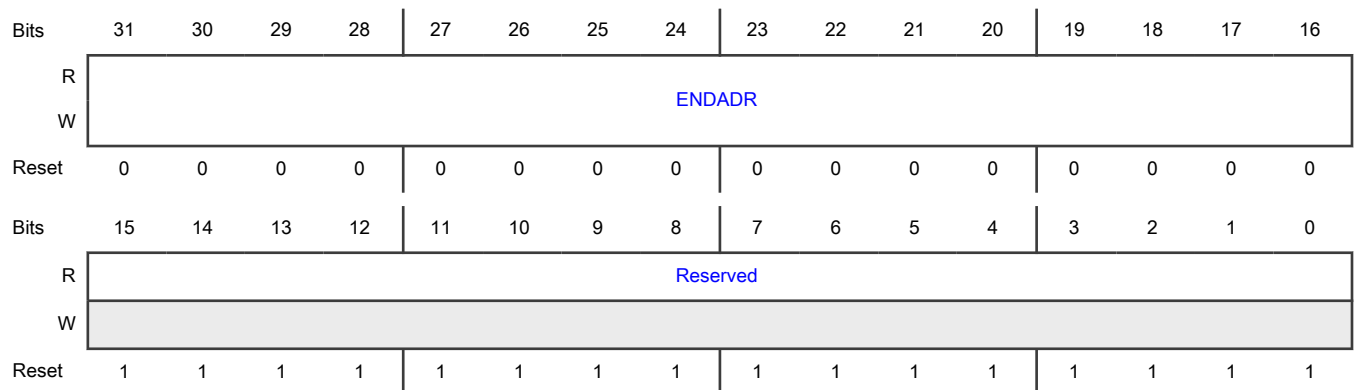 Bits 31 30 29 28 27 26 25 24 23 22 21 20 19 18 17 16
R
ENDADR
W
Reset 0 0 0 0 0 0 0 0 0 0 0 0 0 0 0 0
Bits 15 14 13 12 11 10 9 8 7 6 5 4 3 2 1 0
R Reserved
W
Reset 1 1 1 1 1 1 1 1 1 1 1 1 1 1 1 1